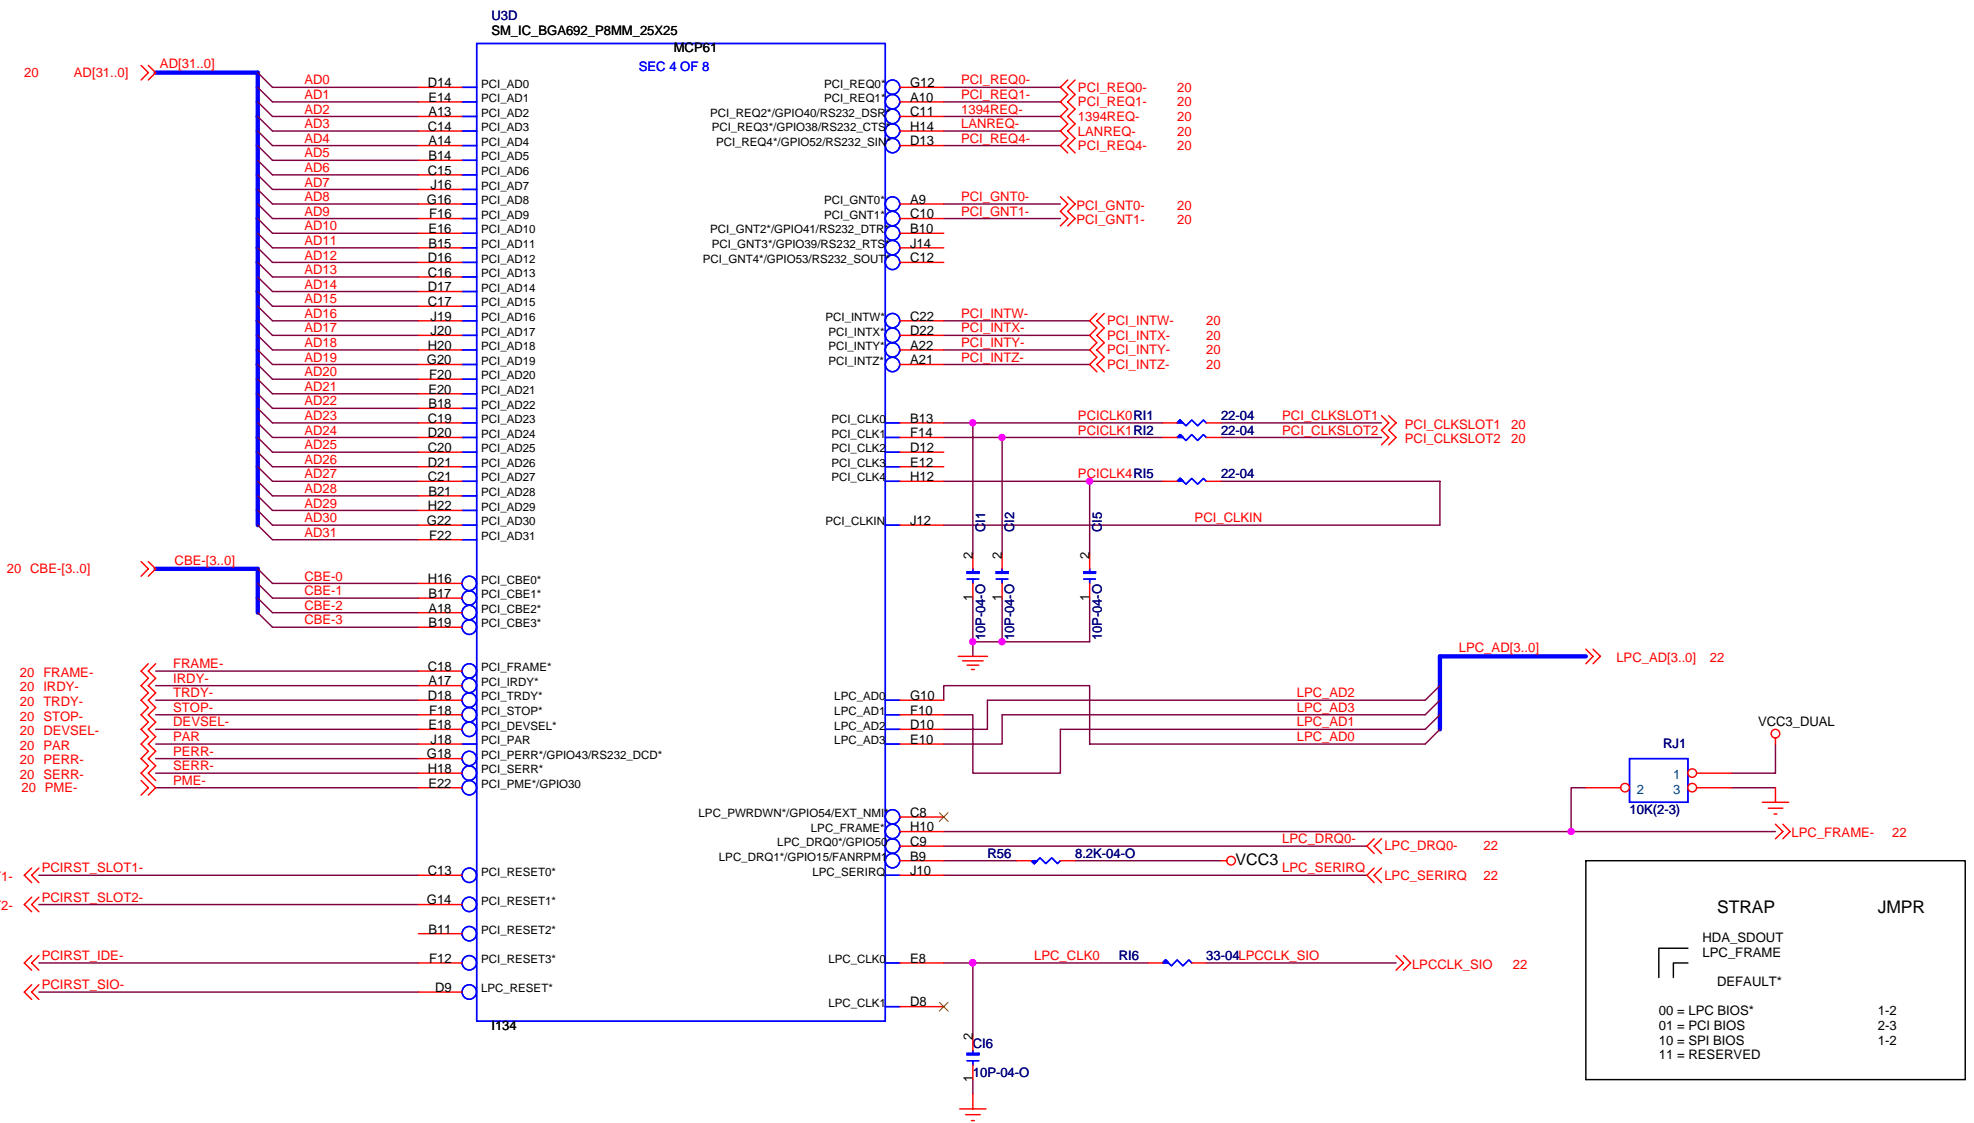 U3D
SM_IC_BGA692_P8MM_25X25
MCP61
SEC 4 OF 8
20 AD[31..0] AD[31..0]
AD0 D14 PCI_AD0
AD1 E14 PCI_AD1
AD2 A13 PCI_AD2
AD3 C14 PCI_AD3
AD4 A14 PCI_AD4
AD5 B14 PCI_AD5
AD6 C15 PCI_AD6
AD7 J16 PCI_AD7
AD8 G16 PCI_AD8
AD9 F16 PCI_AD9
AD10 E16 PCI_AD10
AD11 B15 PCI_AD11
AD12 D16 PCI_AD12
AD13 C16 PCI_AD13
AD14 D17 PCI_AD14
AD15 C17 PCI_AD15
AD16 J19 PCI_AD16
AD17 J20 PCI_AD17
AD18 H20 PCI_AD18
AD19 G20 PCI_AD19
AD20 F20 PCI_AD20
AD21 E20 PCI_AD21
AD22 B18 PCI_AD22
AD23 C19 PCI_AD23
AD24 D20 PCI_AD24
AD25 C20 PCI_AD25
AD26 D21 PCI_AD26
AD27 C21 PCI_AD27
AD28 B21 PCI_AD28
AD29 H22 PCI_AD29
AD30 G22 PCI_AD30
AD31 F22 PCI_AD31
20 CBE-[3..0] CBE-[3..0]
CBE-0 H16 PCI_CBE0*
CBE-1 B17 PCI_CBE1*
CBE-2 A18 PCI_CBE2*
CBE-3 B19 PCI_CBE3*
20 FRAME- FRAME- C18 PCI_FRAME*
20 IRDY- IRDY- A17 PCI_IRDY*
20 TRDY- TRDY- D18 PCI_TRDY*
20 STOP- STOP- F18 PCI_STOP*
20 DEVSEL- DEVSEL- E18 PCI_DEVSEL*
20 PAR PAR J18 PCI_PAR
20 PERR- PERR- G18 PCI_PERR*/GPIO43/RS232_DCD*
20 SERR- SERR- H18 PCI_SERR*
20 PME- PME- E22 PCI_PME*/GPIO30
1- PCIRST_SLOT1- C13 PCI_RESET0*
2- PCIRST_SLOT2- G14 PCI_RESET1*
B11 PCI_RESET2*
PCIRST_IDE- F12 PCI_RESET3*
PCIRST_SIO- D9 LPC_RESET*
I134
PCI_REQ0* G12 PCI_REQ0- PCI_REQ0- 20
PCI_REQ1* A10 PCI_REQ1- PCI_REQ1- 20
PCI_REQ2*/GPIO40/RS232_DSR C11 1394REQ- 1394REQ- 20
PCI_REQ3*/GPIO38/RS232_CTS H14 LANREQ- LANREQ- 20
PCI_REQ4*/GPIO52/RS232_SIN D13 PCI_REQ4- PCI_REQ4- 20
PCI_GNT0* A9 PCI_GNT0- PCI_GNT0- 20
PCI_GNT1* C10 PCI_GNT1- PCI_GNT1- 20
PCI_GNT2*/GPIO41/RS232_DTR B10
PCI_GNT3*/GPIO39/RS232_RTS J14
PCI_GNT4*/GPIO53/RS232_SOUT C12
PCI_INTW* C22 PCI_INTW- PCI_INTW- 20
PCI_INTX* D22 PCI_INTX- PCI_INTX- 20
PCI_INTY* A22 PCI_INTY- PCI_INTY- 20
PCI_INTZ* A21 PCI_INTZ- PCI_INTZ- 20
PCI_CLK0 B13 PCICLK0 RI1 22-04 PCI_CLKSLOT1 PCI_CLKSLOT1 20
PCI_CLK1 F14 PCICLK1 RI2 22-04 PCI_CLKSLOT2 PCI_CLKSLOT2 20
PCI_CLK2 D12
PCI_CLK3 E12
PCI_CLK4 H12 PCICLK4 RI5 22-04
PCI_CLKIN J12 PCI_CLKIN
2 CI1 1 10P-04-O
2 CI2 10P-04-O
2 CI5 1 10P-04-O
LPC_AD[3..0] LPC_AD[3..0] 22
LPC_AD0 G10 LPC_AD2
LPC_AD1 F10 LPC_AD3
LPC_AD2 D10 LPC_AD1
LPC_AD3 E10 LPC_AD0
VCC3_DUAL
RJ1
1
2 3
10K(2-3)
LPC_PWRDWN*/GPIO54/EXT_NMI C8
LPC_FRAME* H10 LPC_FRAME- 22
LPC_DRQ0*/GPIO50 C9 LPC_DRQ0- LPC_DRQ0- 22
LPC_DRQ1*/GPIO15/FANRPM1 B9 R56 8.2K-04-O VCC3
LPC_SERIRQ J10 LPC_SERIRQ LPC_SERIRQ 22
LPC_CLK0 E8 LPC_CLK0 RI6 33-04 LPCCLK_SIO LPCCLK_SIO 22
LPC_CLK1 D8
2 CI6
1 10P-04-O
STRAP JMPR
HDA_SDOUT
LPC_FRAME
DEFAULT*
00 = LPC BIOS* 1-2
01 = PCI BIOS 2-3
10 = SPI BIOS 1-2
11 = RESERVED